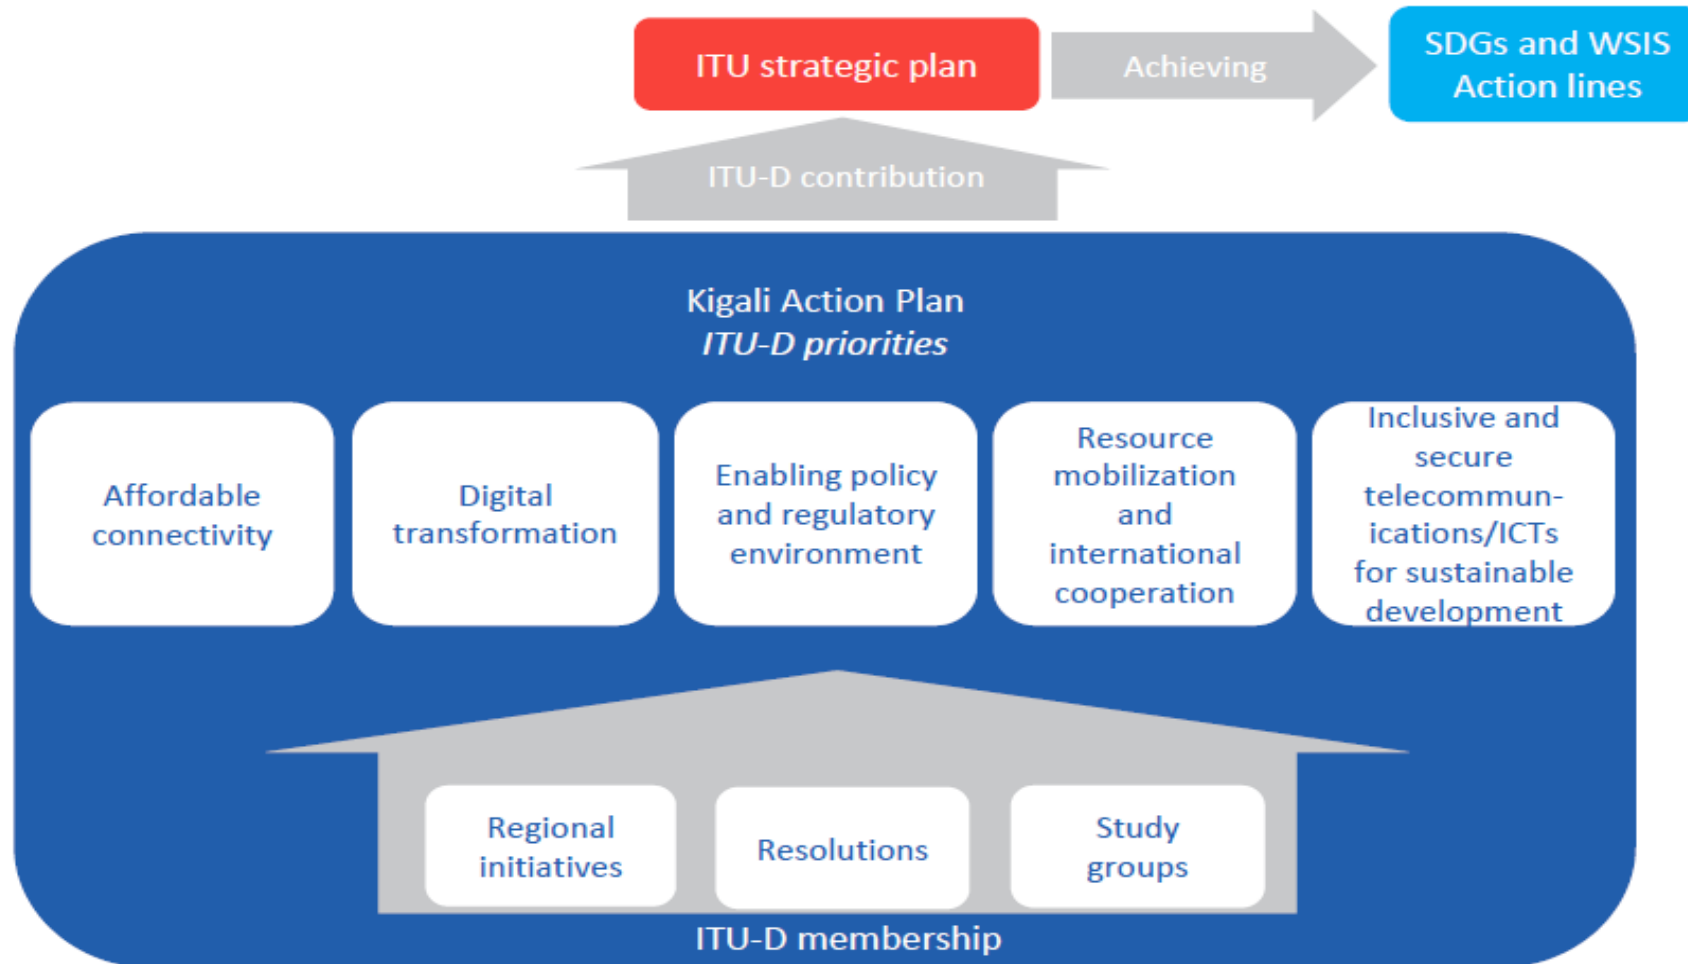 ITU strategic plan
Achieving
SDGs and WSIS
Action lines
ITU-D contribution
Kigali Action Plan
ITU-D priorities
Affordable
connectivity
Digital
transformation
Enabling policy
and regulatory
environment
Resource
mobilization
and
international
cooperation
Inclusive and
secure
telecommun-
ications/ICTs
for sustainable
development
Regional
initiatives
Resolutions
Study
groups
ITU-D membership